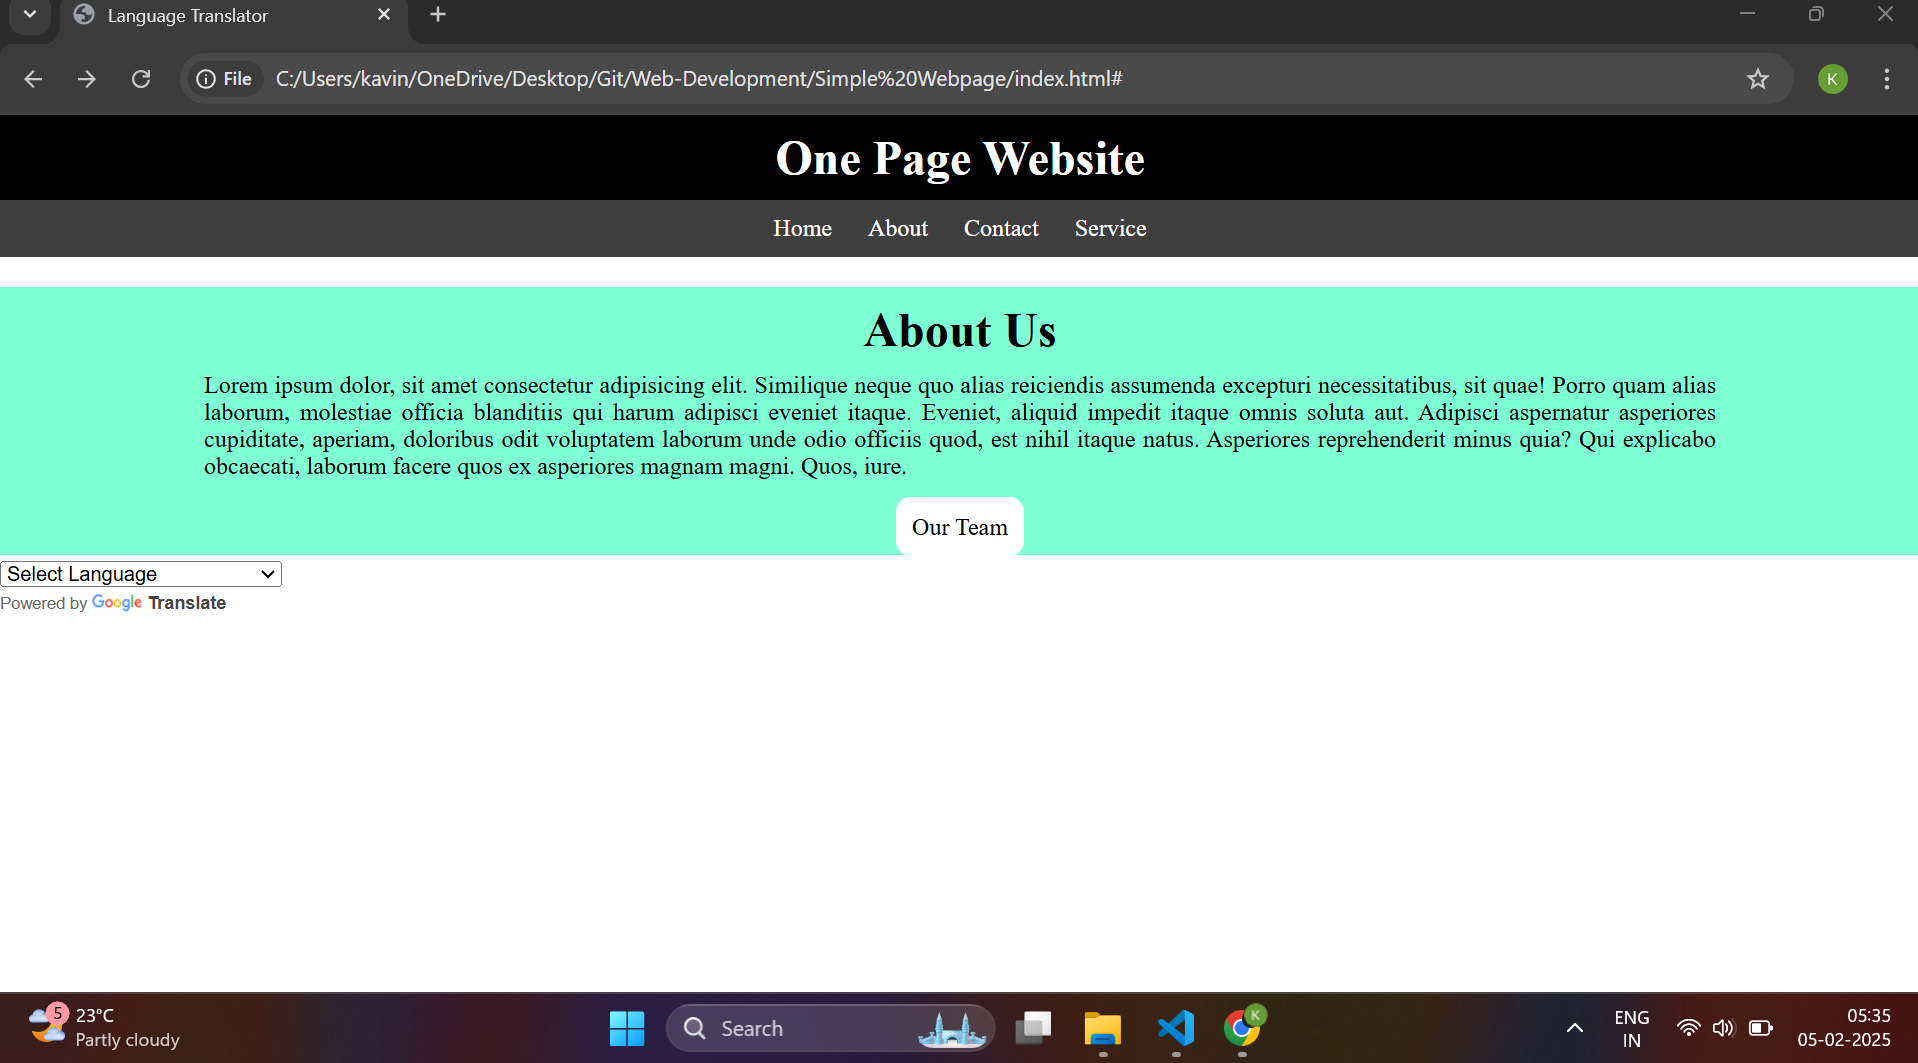 Language Translator
File C:/Users/kavin/OneDrive/Desktop/Git/Web-Development/Simple%20Webpage/index.html# K
One Page Website
Home About Contact Service
About Us
Lorem ipsum dolor, sit amet consectetur adipisicing elit. Similique neque quo alias reiciendis assumenda excepturi necessitatibus, sit quae! Porro quam alias
laborum, molestiae officia blanditiis qui harum adipisci eveniet itaque. Eveniet, aliquid impedit itaque omnis soluta aut. Adipisci aspernatur asperiores
cupiditate, aperiam, doloribus odit voluptatem laborum unde odio officiis quod, est nihil itaque natus. Asperiores reprehenderit minus quia? Qui explicabo
obcaecati, laborum facere quos ex asperiores magnam magni. Quos, iure.
Our Team
Select Language
Powered by Google Translate
5 23°C
Partly cloudy
Search
K
ENG
IN
05:35
05-02-2025